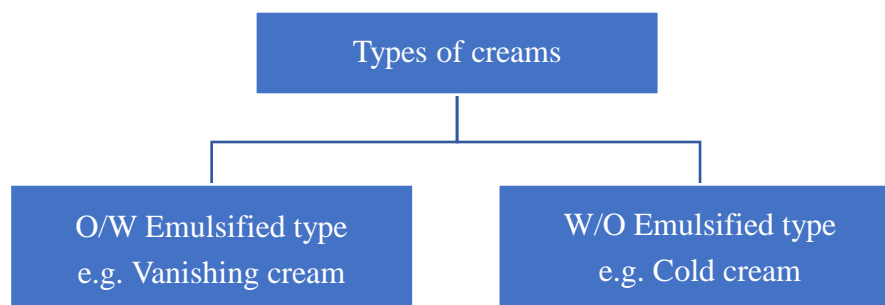 Types of creams
O/W Emulsified type
e.g. Vanishing cream
W/O Emulsified type
e.g. Cold cream